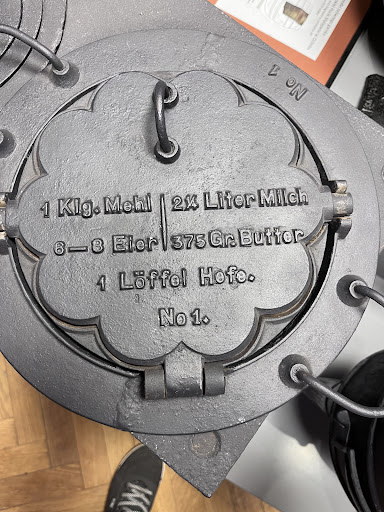 No 1
1 Klg. Mehl | 2¼ Liter Milch
6—8 Eier | 375 Gr. Butter
1 Löffel Hefe.
No 1.